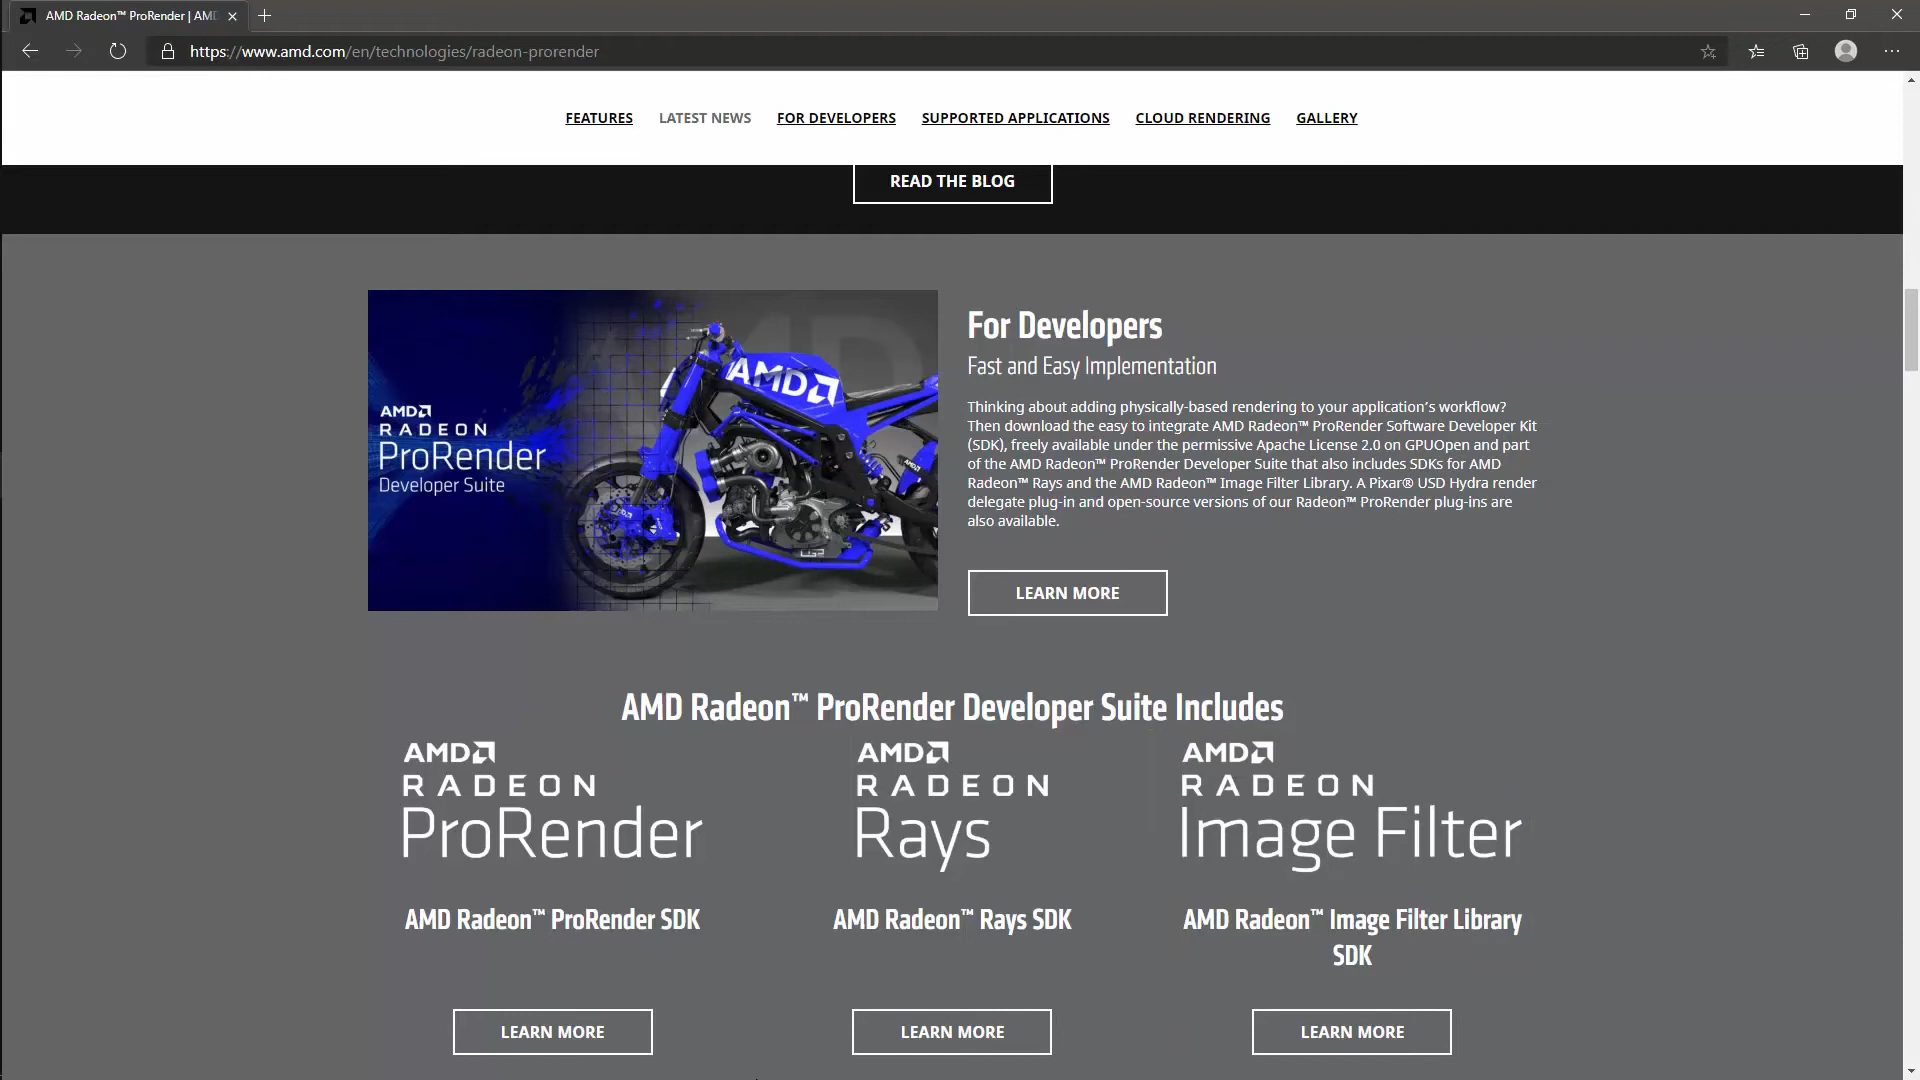 AMD Radeon™ ProRender | AMD
https://www.amd.com/en/technologies/radeon-prorender
FEATURES LATEST NEWS FOR DEVELOPERS SUPPORTED APPLICATIONS CLOUD RENDERING GALLERY
READ THE BLOG
AMD
RADEON
ProRender
Developer Suite
AMD
AMD
For Developers
Fast and Easy Implementation
Thinking about adding physically-based rendering to your application’s workflow?
Then download the easy to integrate AMD Radeon™ ProRender Software Developer Kit
(SDK), freely available under the permissive Apache License 2.0 on GPUOpen and part
of the AMD Radeon™ ProRender Developer Suite that also includes SDKs for AMD
Radeon™ Rays and the AMD Radeon™ Image Filter Library. A Pixar® USD Hydra render
delegate plug-in and open-source versions of our Radeon™ ProRender plug-ins are
also available.
LEARN MORE
AMD Radeon™ ProRender Developer Suite Includes
AMD
RADEON
ProRender
AMD
RADEON
Rays
AMD
RADEON
Image Filter
AMD Radeon™ ProRender SDK
AMD Radeon™ Rays SDK
AMD Radeon™ Image Filter Library
SDK
LEARN MORE
LEARN MORE
LEARN MORE